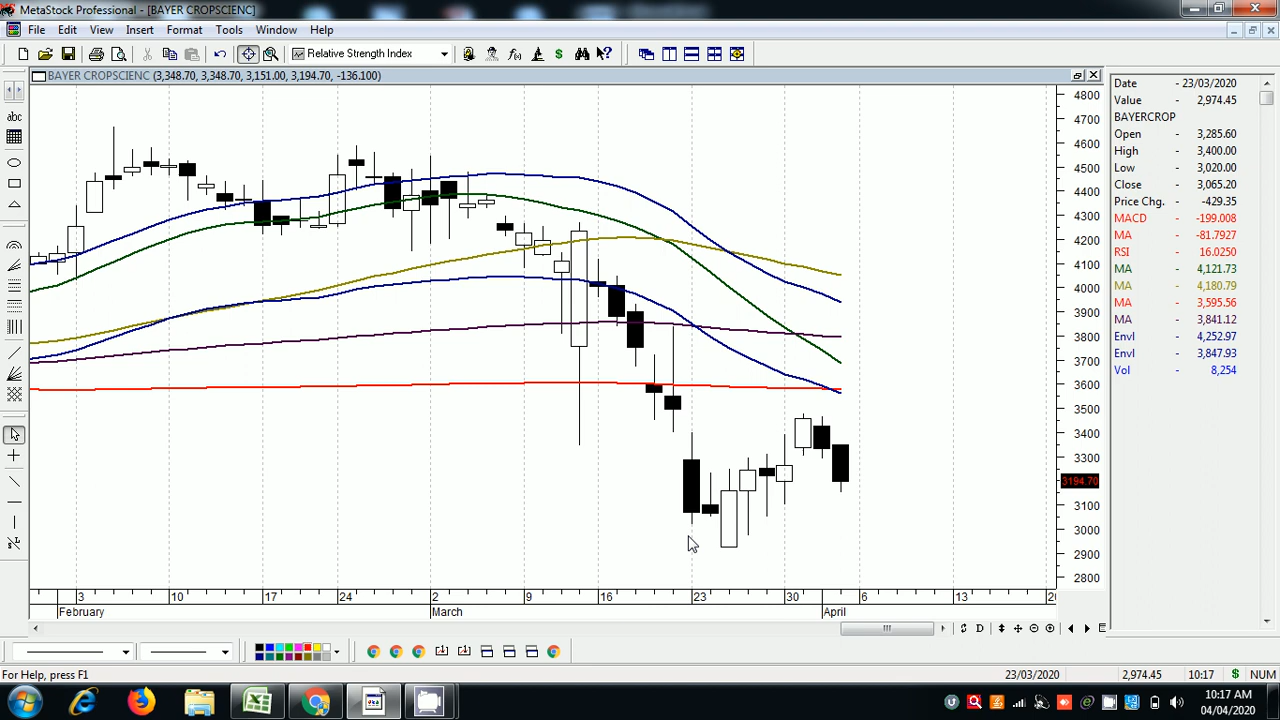 MetaStock Professional - [BAYER CROPSCIENC]
File Edit View Insert Format Tools Window Help
Relative Strength Index
BAYER CROPSCIENC (3,348.70, 3,348.70, 3,151.00, 3,194.70, -136.100)
abc
4800
4700
4600
4500
4400
4300
4200
4100
4000
3900
3800
3700
3600
3500
3400
3300
3194.70
3100
3000
2900
2800
Date - 23/03/2020
Value - 2,974.45
BAYERCROP
Open - 3,285.60
High - 3,400.00
Low - 3,020.00
Close - 3,065.20
Price Chg. - -429.35
MACD - -199.008
MA - -81.7927
RSI - 16.0250
MA - 4,121.73
MA - 4,180.79
MA - 3,595.56
MA - 3,841.12
Envl - 4,252.97
Envl - 3,847.93
Vol - 8,254
3 10 17 24 2 9 16 23 30 6 13 20
February March April
D
For Help, press F1
23/03/2020 2,974.45 10:17 $ NUM
10:17 AM
04/04/2020